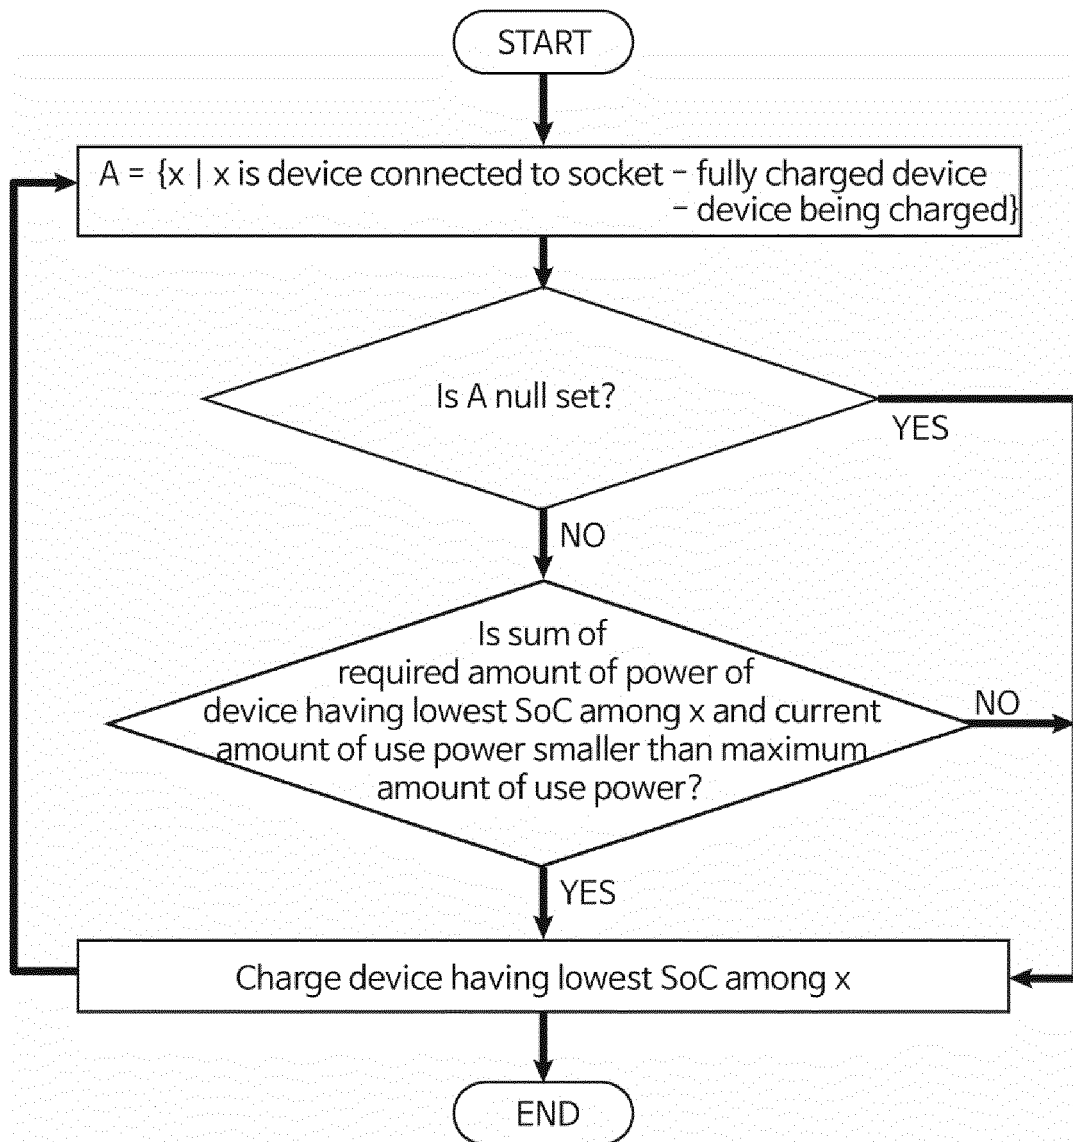 START
A = {x | x is device connected to socket – fully charged device
– device being charged}
Is A null set?
YES
NO
Is sum of
required amount of power of
device having lowest SoC among x and current
amount of use power smaller than maximum
amount of use power?
NO
YES
Charge device having lowest SoC among x
END